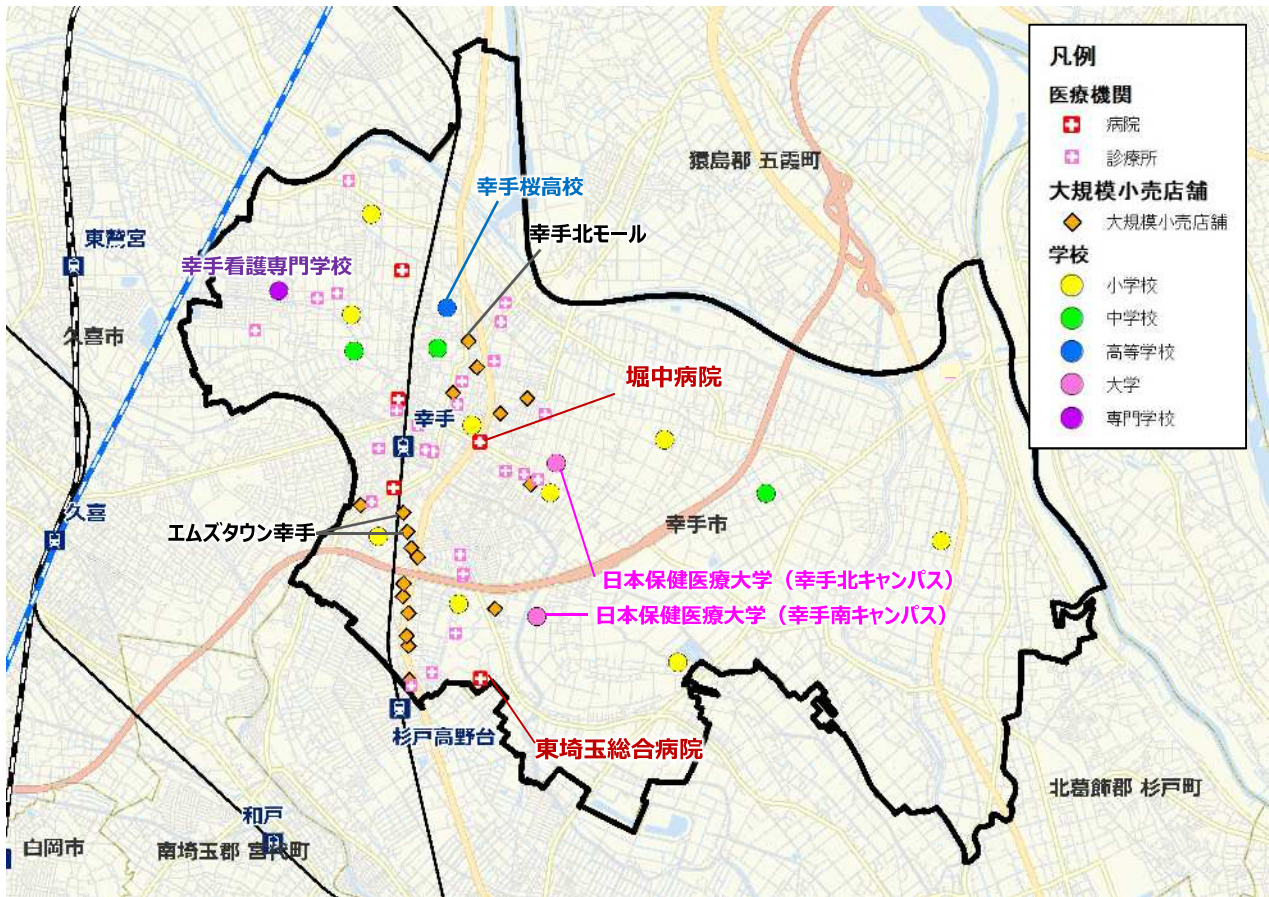 凡例
医療機関
病院
診療所
大規模小売店舗
大規模小売店舗
学校
小学校
中学校
高等学校
大学
専門学校
猿島郡 五霞町
幸手桜高校
幸手北モール
東鷲宮
幸手看護専門学校
久喜市
堀中病院
幸手
久喜
エムズタウン幸手
幸手市
日本保健医療大学（幸手北キャンパス）
日本保健医療大学（幸手南キャンパス）
杉戸高野台
東埼玉総合病院
北葛飾郡 杉戸町
和戸
白岡市
南埼玉郡 宮代町